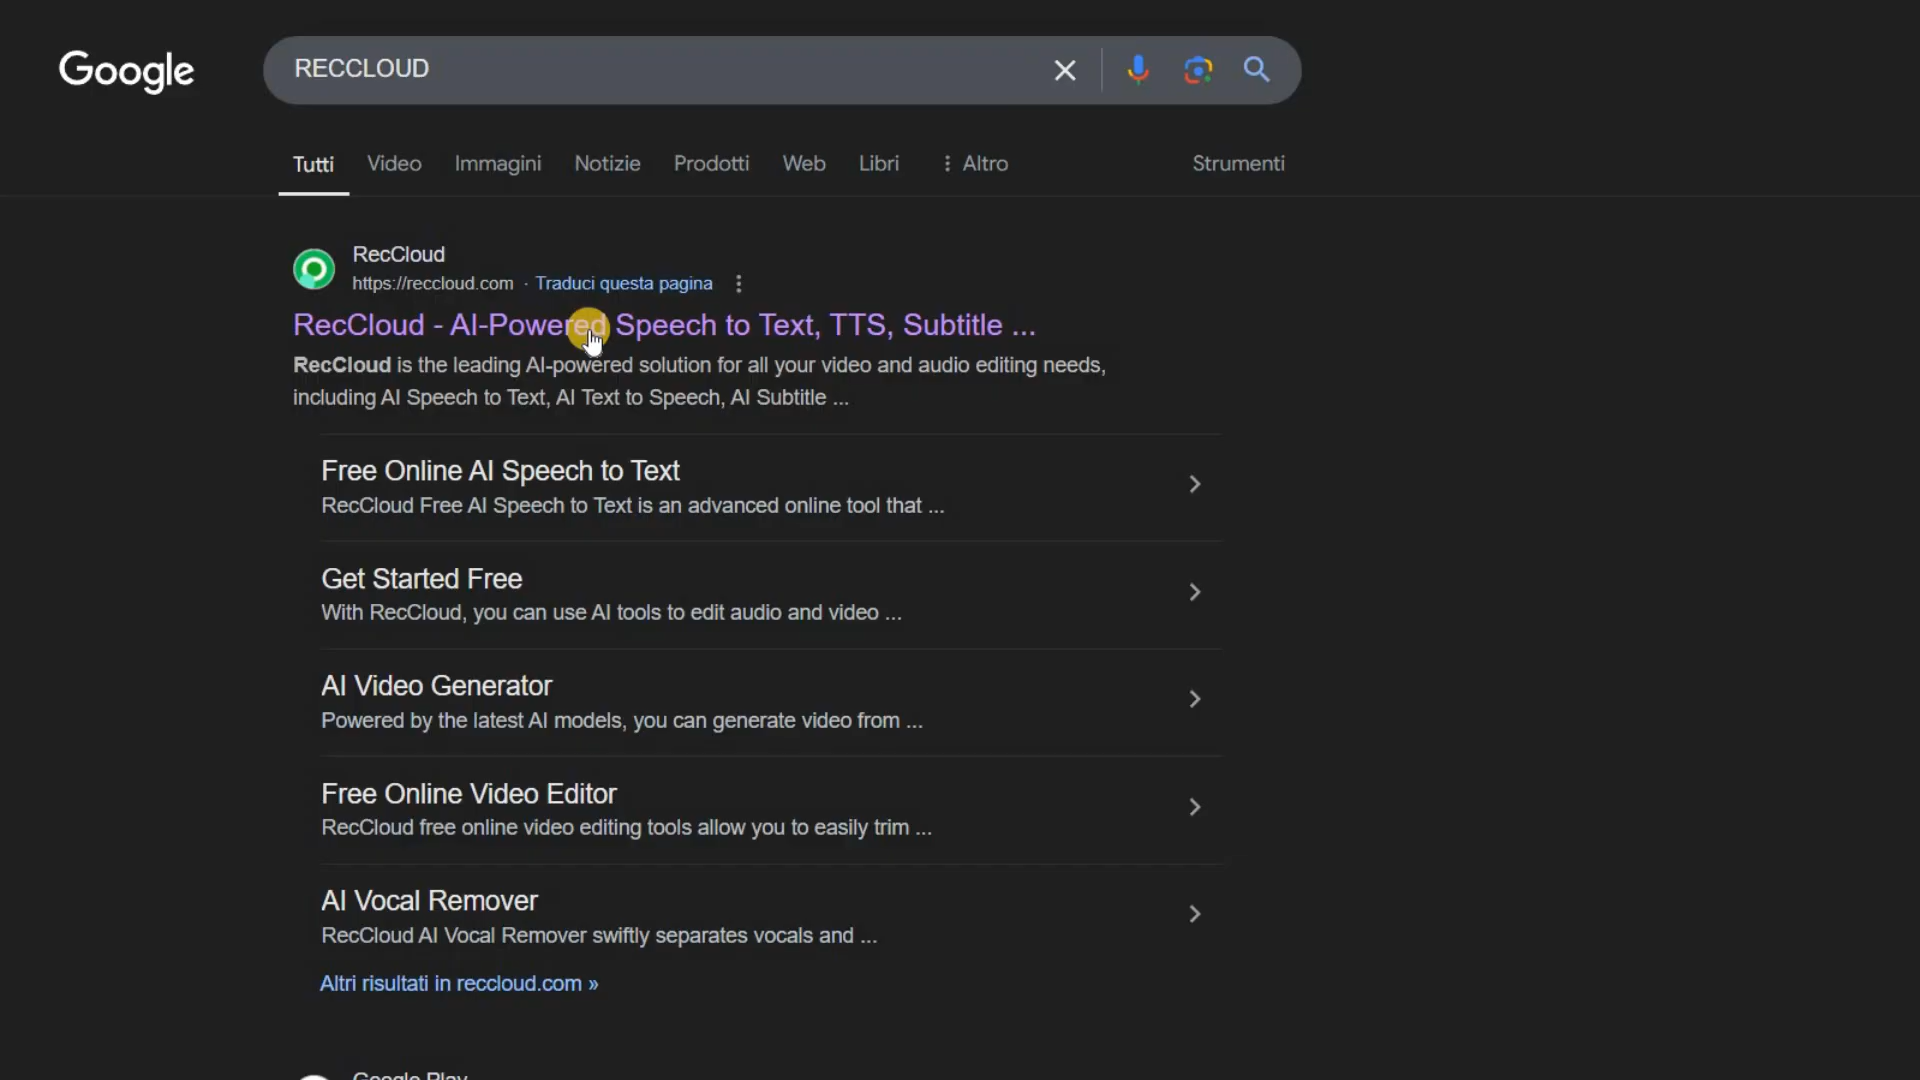 Google
RECCLOUD
Tutti Video Immagini Notizie Prodotti Web Libri Altro Strumenti
RecCloud
https://reccloud.com · Traduci questa pagina
RecCloud - AI-Powered Speech to Text, TTS, Subtitle ...
RecCloud is the leading AI-powered solution for all your video and audio editing needs,
including AI Speech to Text, AI Text to Speech, AI Subtitle ...
Free Online AI Speech to Text
RecCloud Free AI Speech to Text is an advanced online tool that ...
Get Started Free
With RecCloud, you can use AI tools to edit audio and video ...
AI Video Generator
Powered by the latest AI models, you can generate video from ...
Free Online Video Editor
RecCloud free online video editing tools allow you to easily trim ...
AI Vocal Remover
RecCloud AI Vocal Remover swiftly separates vocals and ...
Altri risultati in reccloud.com »
Google Play